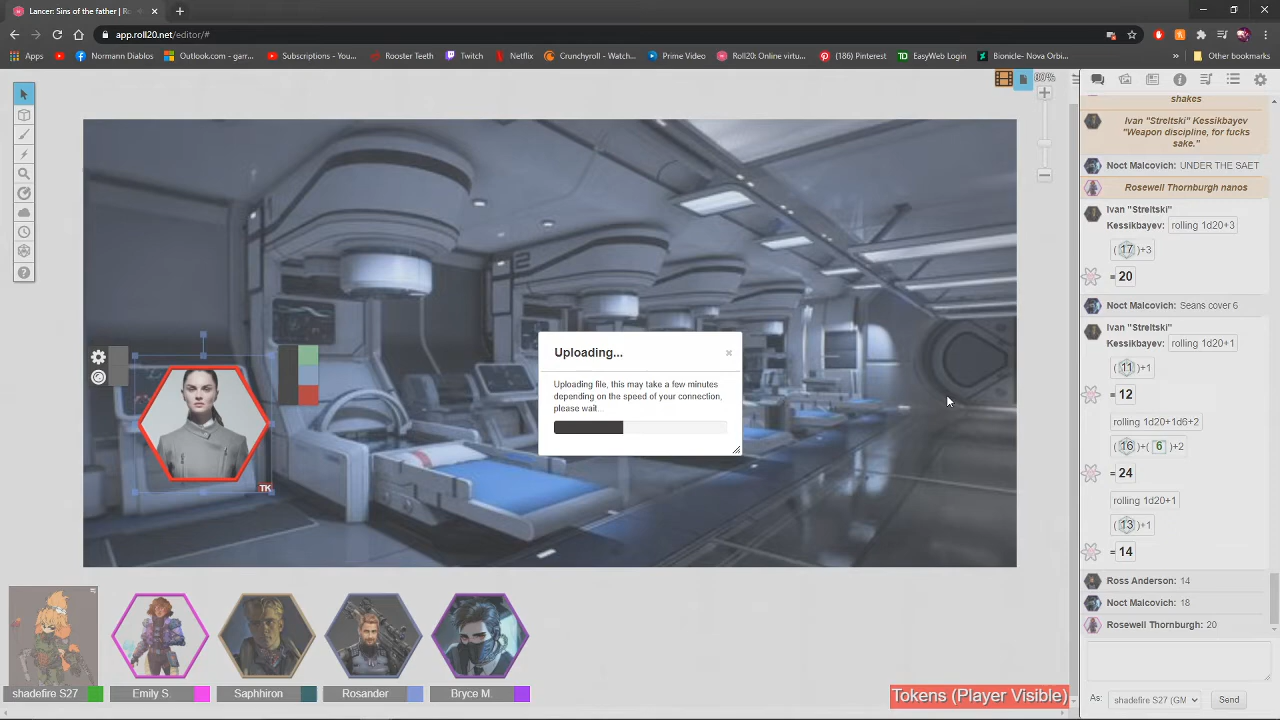 Lancer: Sins of the father | Ro
app.roll20.net/editor/#
Apps
Normann Diablos
Outlook.com - garr...
Subscriptions - You...
Rooster Teeth
Twitch
Netflix
Crunchyroll - Watch...
Prime Video
Roll20: Online virtu...
(186) Pinterest
EasyWeb Login
Bionicle- Nova Orbi...
Other bookmarks
80%
shakes
Ivan "Streltski" Kessikbayev
"Weapon discipline, for fucks
sake."
Noct Malcovich: UNDER THE SAET
Rosewell Thornburgh nanos
Ivan "Streltski"
Kessikbayev: rolling 1d20+3
(17)+3
= 20
Noct Malcovich: Seans cover 6
Ivan "Streltski"
Kessikbayev: rolling 1d20+1
(11)+1
= 12
rolling 1d20+1d6+2
(16)+( 6 )+2
= 24
rolling 1d20+1
(13)+1
= 14
Ross Anderson: 14
Noct Malcovich: 18
Rosewell Thornburgh: 20
Uploading...
×
Uploading file, this may take a few minutes
depending on the speed of your connection,
please wait...
TK
shadefire S27
Emily S.
Saphhiron
Rosander
Bryce M.
Tokens (Player Visible)
As: shadefire S27 (GM
Send